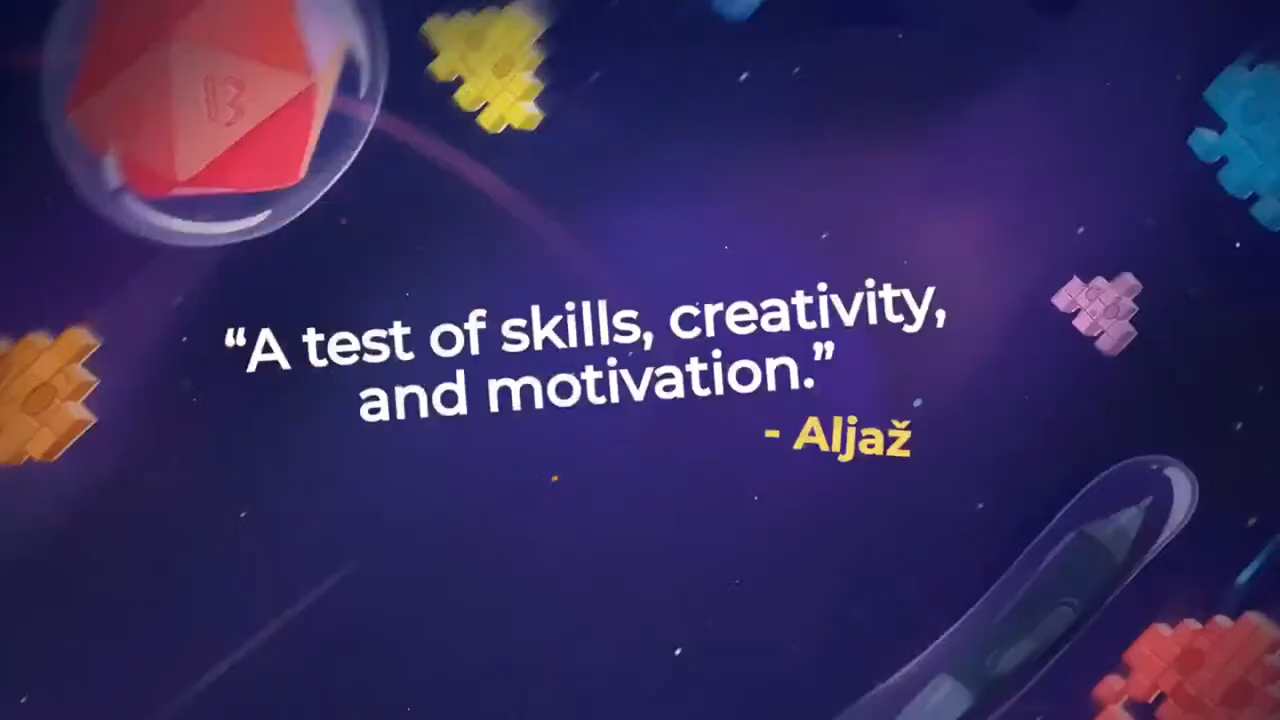 “A test of skills, creativity,
and motivation.”
- Aljaž